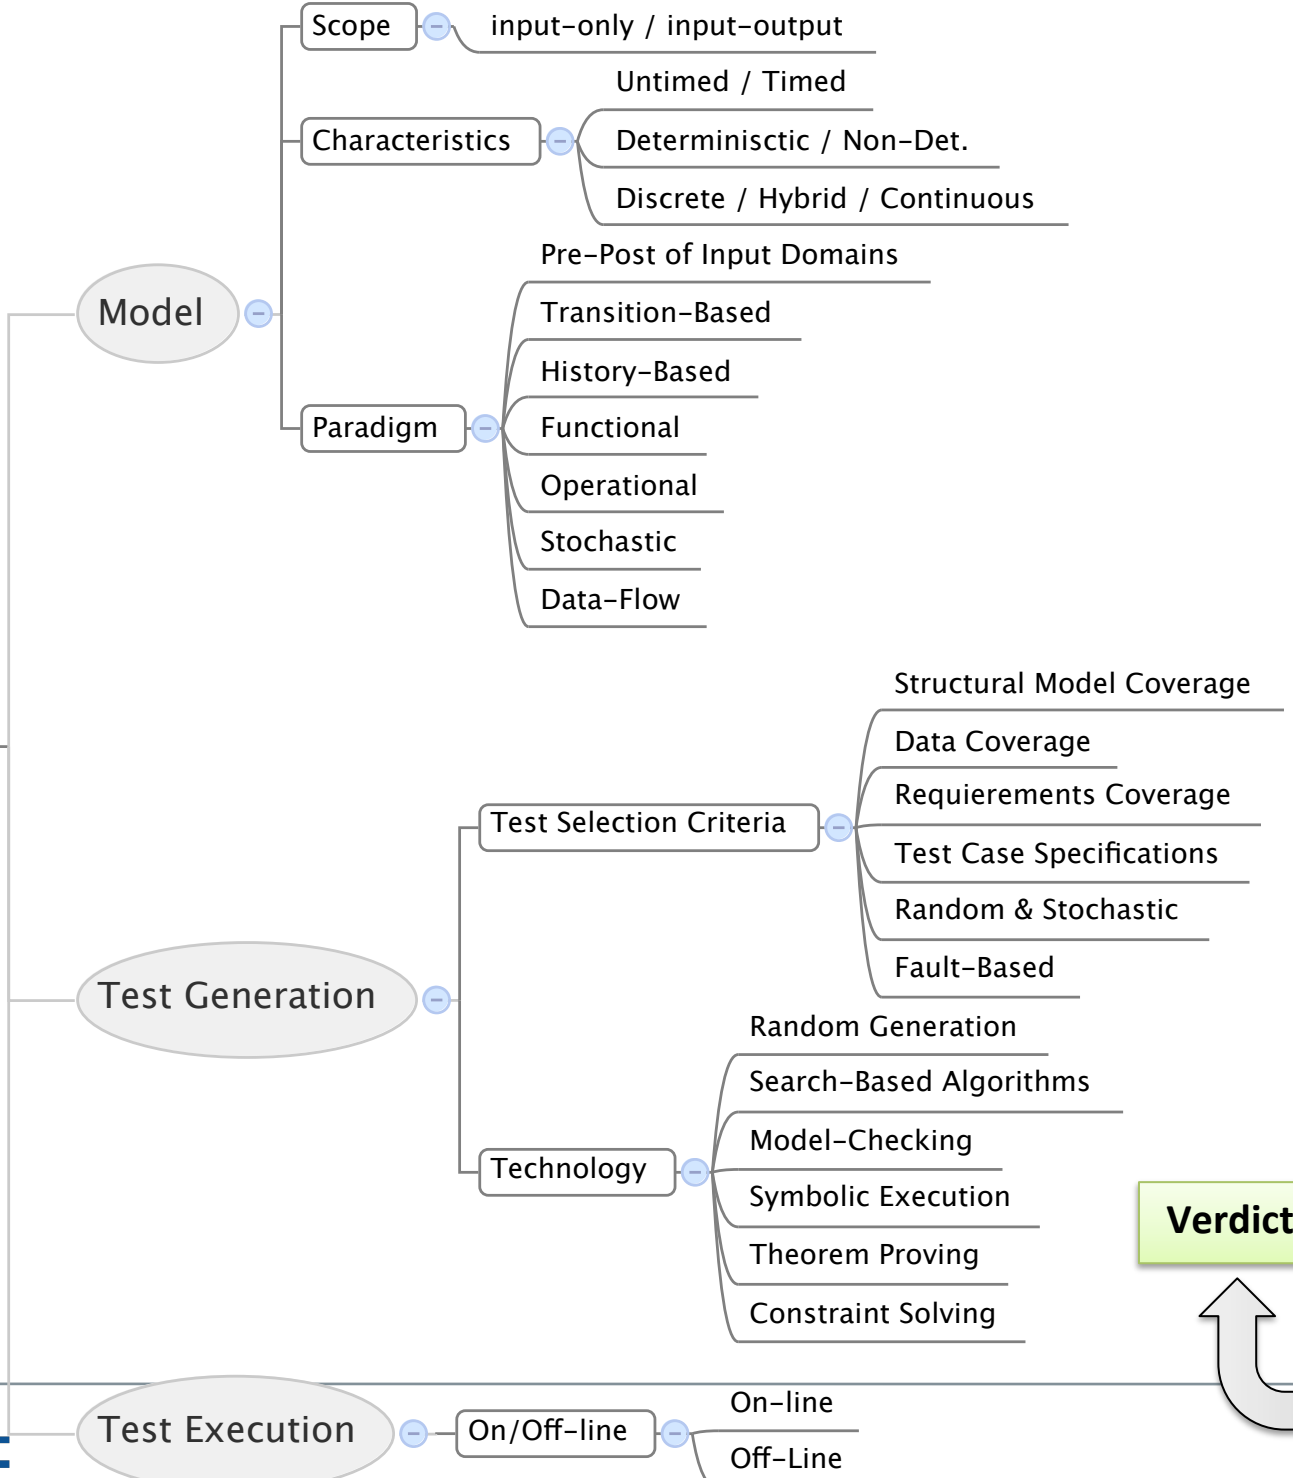 Scope
input-only / input-output
Untimed / Timed
Characteristics
Determinisctic / Non-Det.
Discrete / Hybrid / Continuous
Pre-Post of Input Domains
Model
Transition-Based
History-Based
Paradigm
Functional
Operational
Stochastic
Data-Flow
Structural Model Coverage
Data Coverage
Requierements Coverage
Test Selection Criteria
Test Case Specifications
Random & Stochastic
Fault-Based
Test Generation
Random Generation
Search-Based Algorithms
Model-Checking
Technology
Symbolic Execution
Verdict
Theorem Proving
Constraint Solving
On-line
Test Execution
On/Off-line
Off-Line